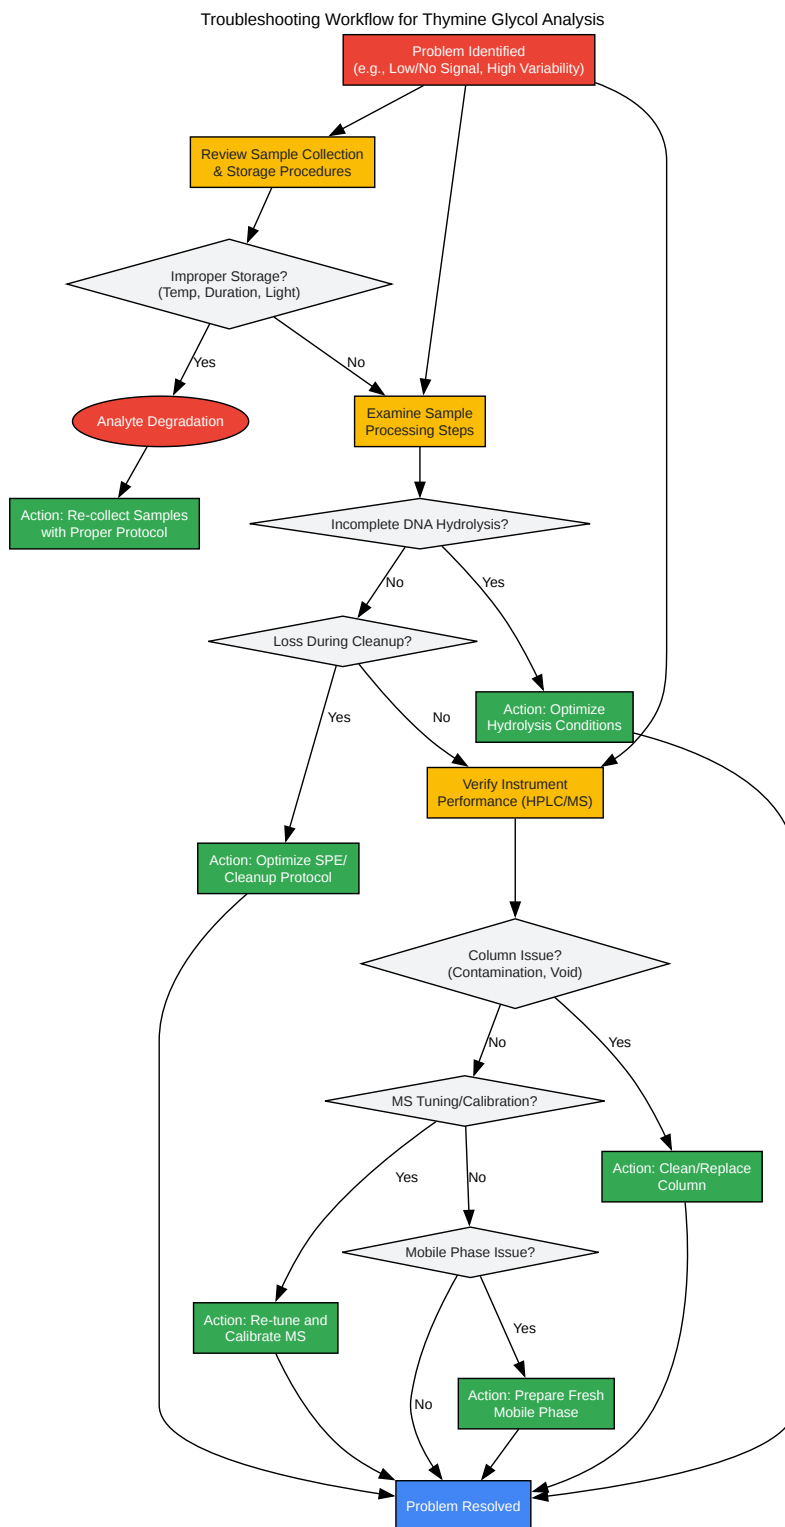 Troubleshooting Workflow for Thymine Glycol Analysis
Problem Identified
(e.g., Low/No Signal, High Variability)
Review Sample Collection
& Storage Procedures
Improper Storage?
(Temp, Duration, Light)
Yes
No
Analyte Degradation
Examine Sample
Processing Steps
Action: Re-collect Samples
with Proper Protocol
Incomplete DNA Hydrolysis?
No
Yes
Loss During Cleanup?
Yes
No
Action: Optimize
Hydrolysis Conditions
Verify Instrument
Performance (HPLC/MS)
Action: Optimize SPE/
Cleanup Protocol
Column Issue?
(Contamination, Void)
No
Yes
MS Tuning/Calibration?
Yes
No
Action: Clean/Replace
Column
Mobile Phase Issue?
Action: Re-tune and
Calibrate MS
Yes
No
Action: Prepare Fresh
Mobile Phase
Problem Resolved